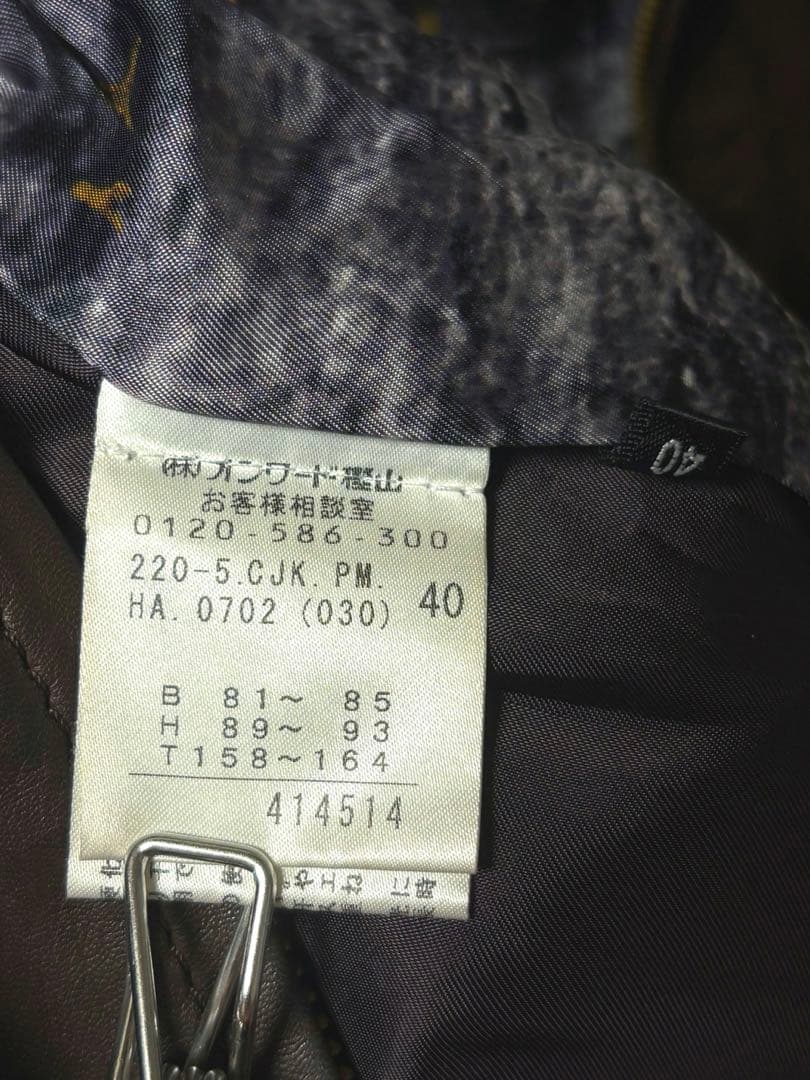 (株)オンワード樫山
お客様相談室
0120-586-300
220-5.CJK.PM.
HA.0702 (030) 40
B 81～ 85
H 89～ 93
T158～164
414514
40